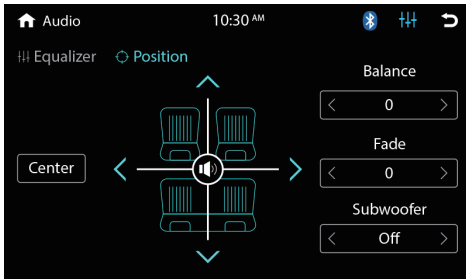 Audio
10:30 AM
Equalizer
Position
Balance
0
Center
Fade
0
Subwoofer
Off